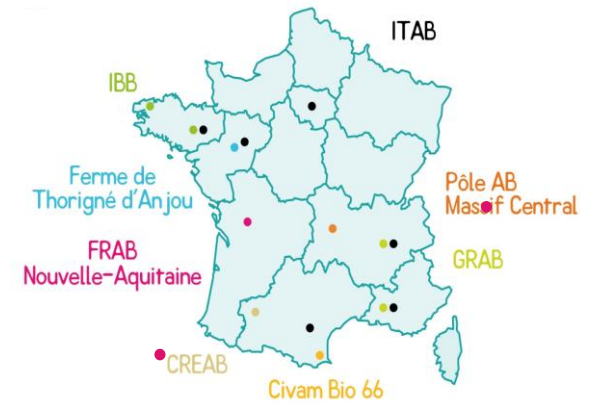 ITAB
IBB
Ferme de
Thorigné d'Anjou
Pôle AB
Massif Central
FRAB
Nouvelle-Aquitaine
GRAB
CREAB
Civam Bio 66